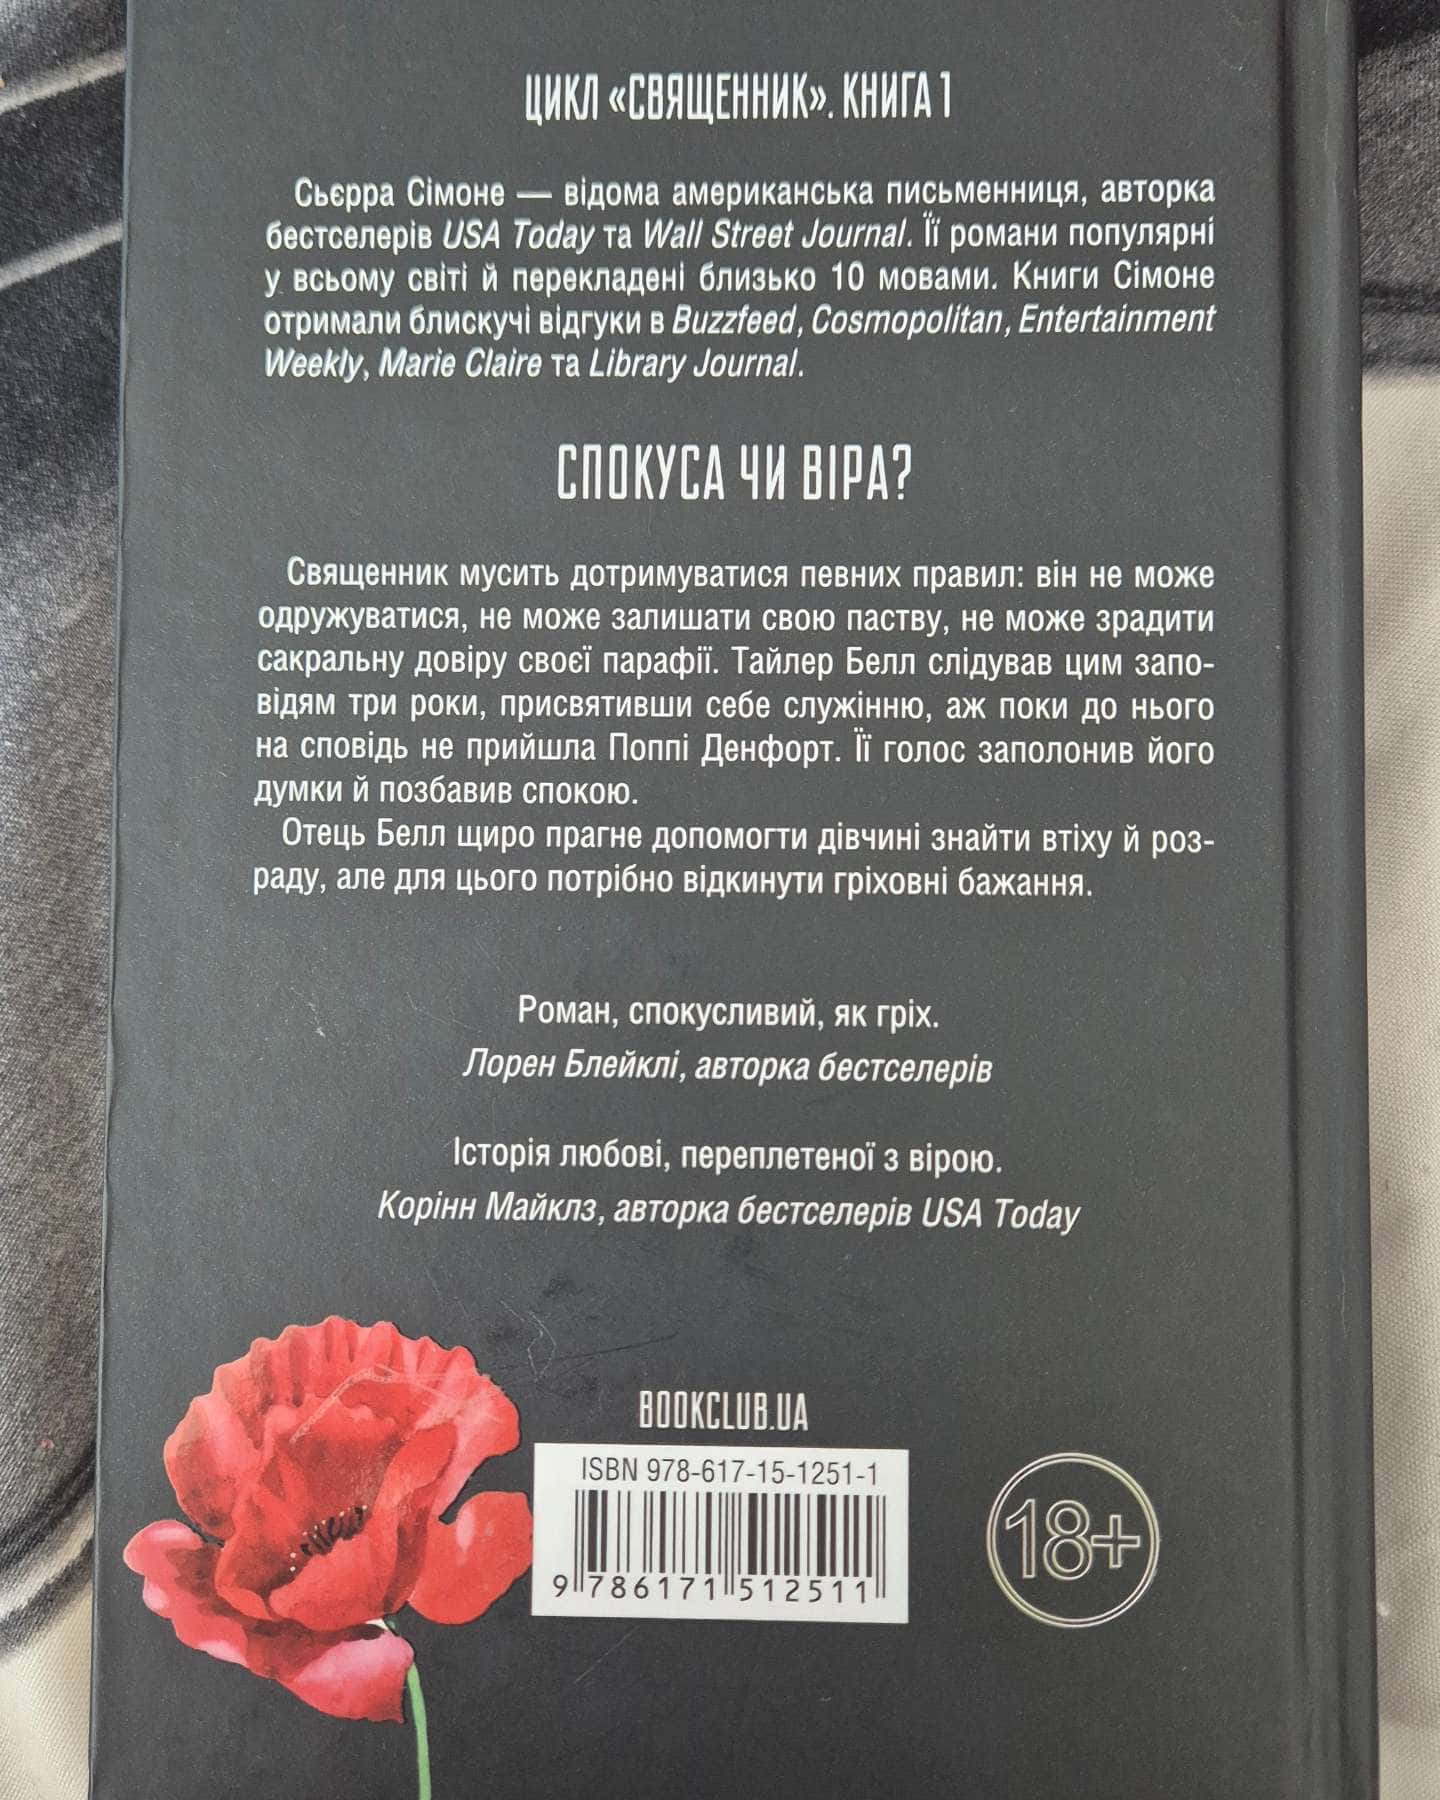 ЦИКЛ «СВЯЩЕННИК». КНИГА 1
Сьєрра Сімоне — відома американська письменниця, авторка
бестселерів USA Today та Wall Street Journal. Її романи популярні
у всьому світі й перекладені близько 10 мовами. Книги Сімоне
отримали блискучі відгуки в Buzzfeed, Cosmopolitan, Entertainment
Weekly, Marie Claire та Library Journal.
СПОКУСА ЧИ ВІРА?
Священник мусить дотримуватися певних правил: він не може
одружуватися, не може залишати свою паству, не може зрадити
сакральну довіру своєї парафії. Тайлер Белл слідував цим запо-
відям три роки, присвятивши себе служінню, аж поки до нього
на сповідь не прийшла Поппі Денфорт. Її голос заполонив його
думки й позбавив спокою.
Отець Белл щиро прагне допомогти дівчині знайти втіху й роз-
раду, але для цього потрібно відкинути гріховні бажання.
Роман, спокусливий, як гріх.
Лорен Блейклі, авторка бестселерів
Історія любові, переплетеної з вірою.
Корінн Майклз, авторка бестселерів USA Today
BOOKCLUB.UA
ISBN 978-617-15-1251-1
9 786171 512511
18+